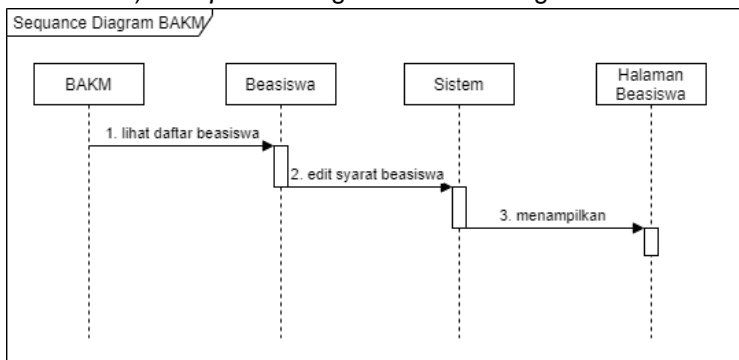 Sequance Diagram BAKM
BAKM
Beasiswa
Sistem
Halaman
Beasiswa
1. lihat daftar beasiswa
2. edit syarat beasiswa
3. menampilkan